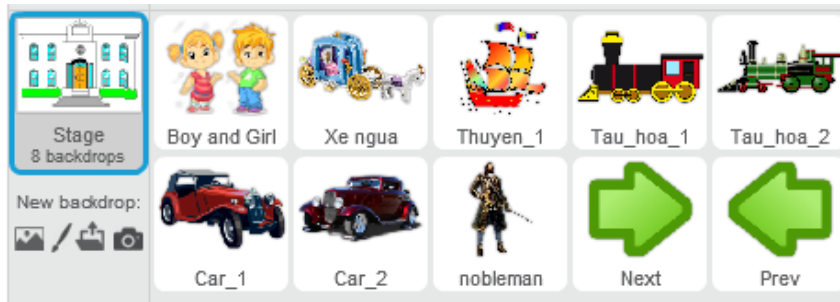 Stage
8 backdrops
New backdrop:
Boy and Girl
Xe ngua
Thuyen_1
Tau_hoa_1
Tau_hoa_2
Car_1
Car_2
nobleman
Next
Prev